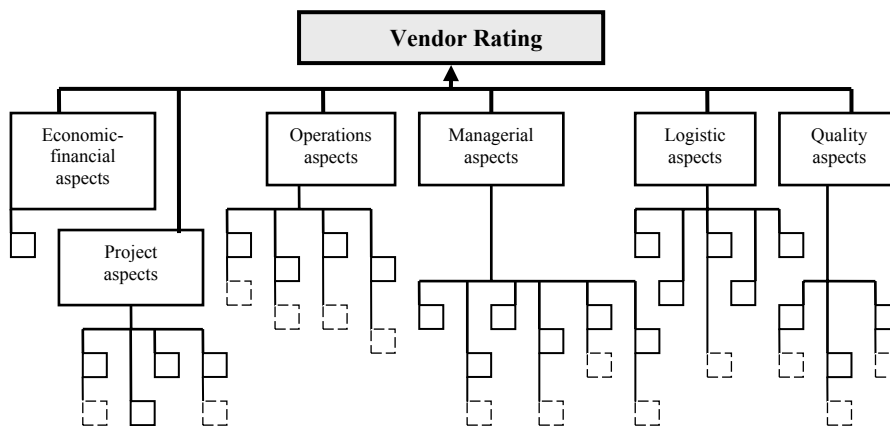 Vendor Rating
Economic-
financial
aspects
Operations
aspects
Managerial
aspects
Logistic
aspects
Quality
aspects
Project
aspects